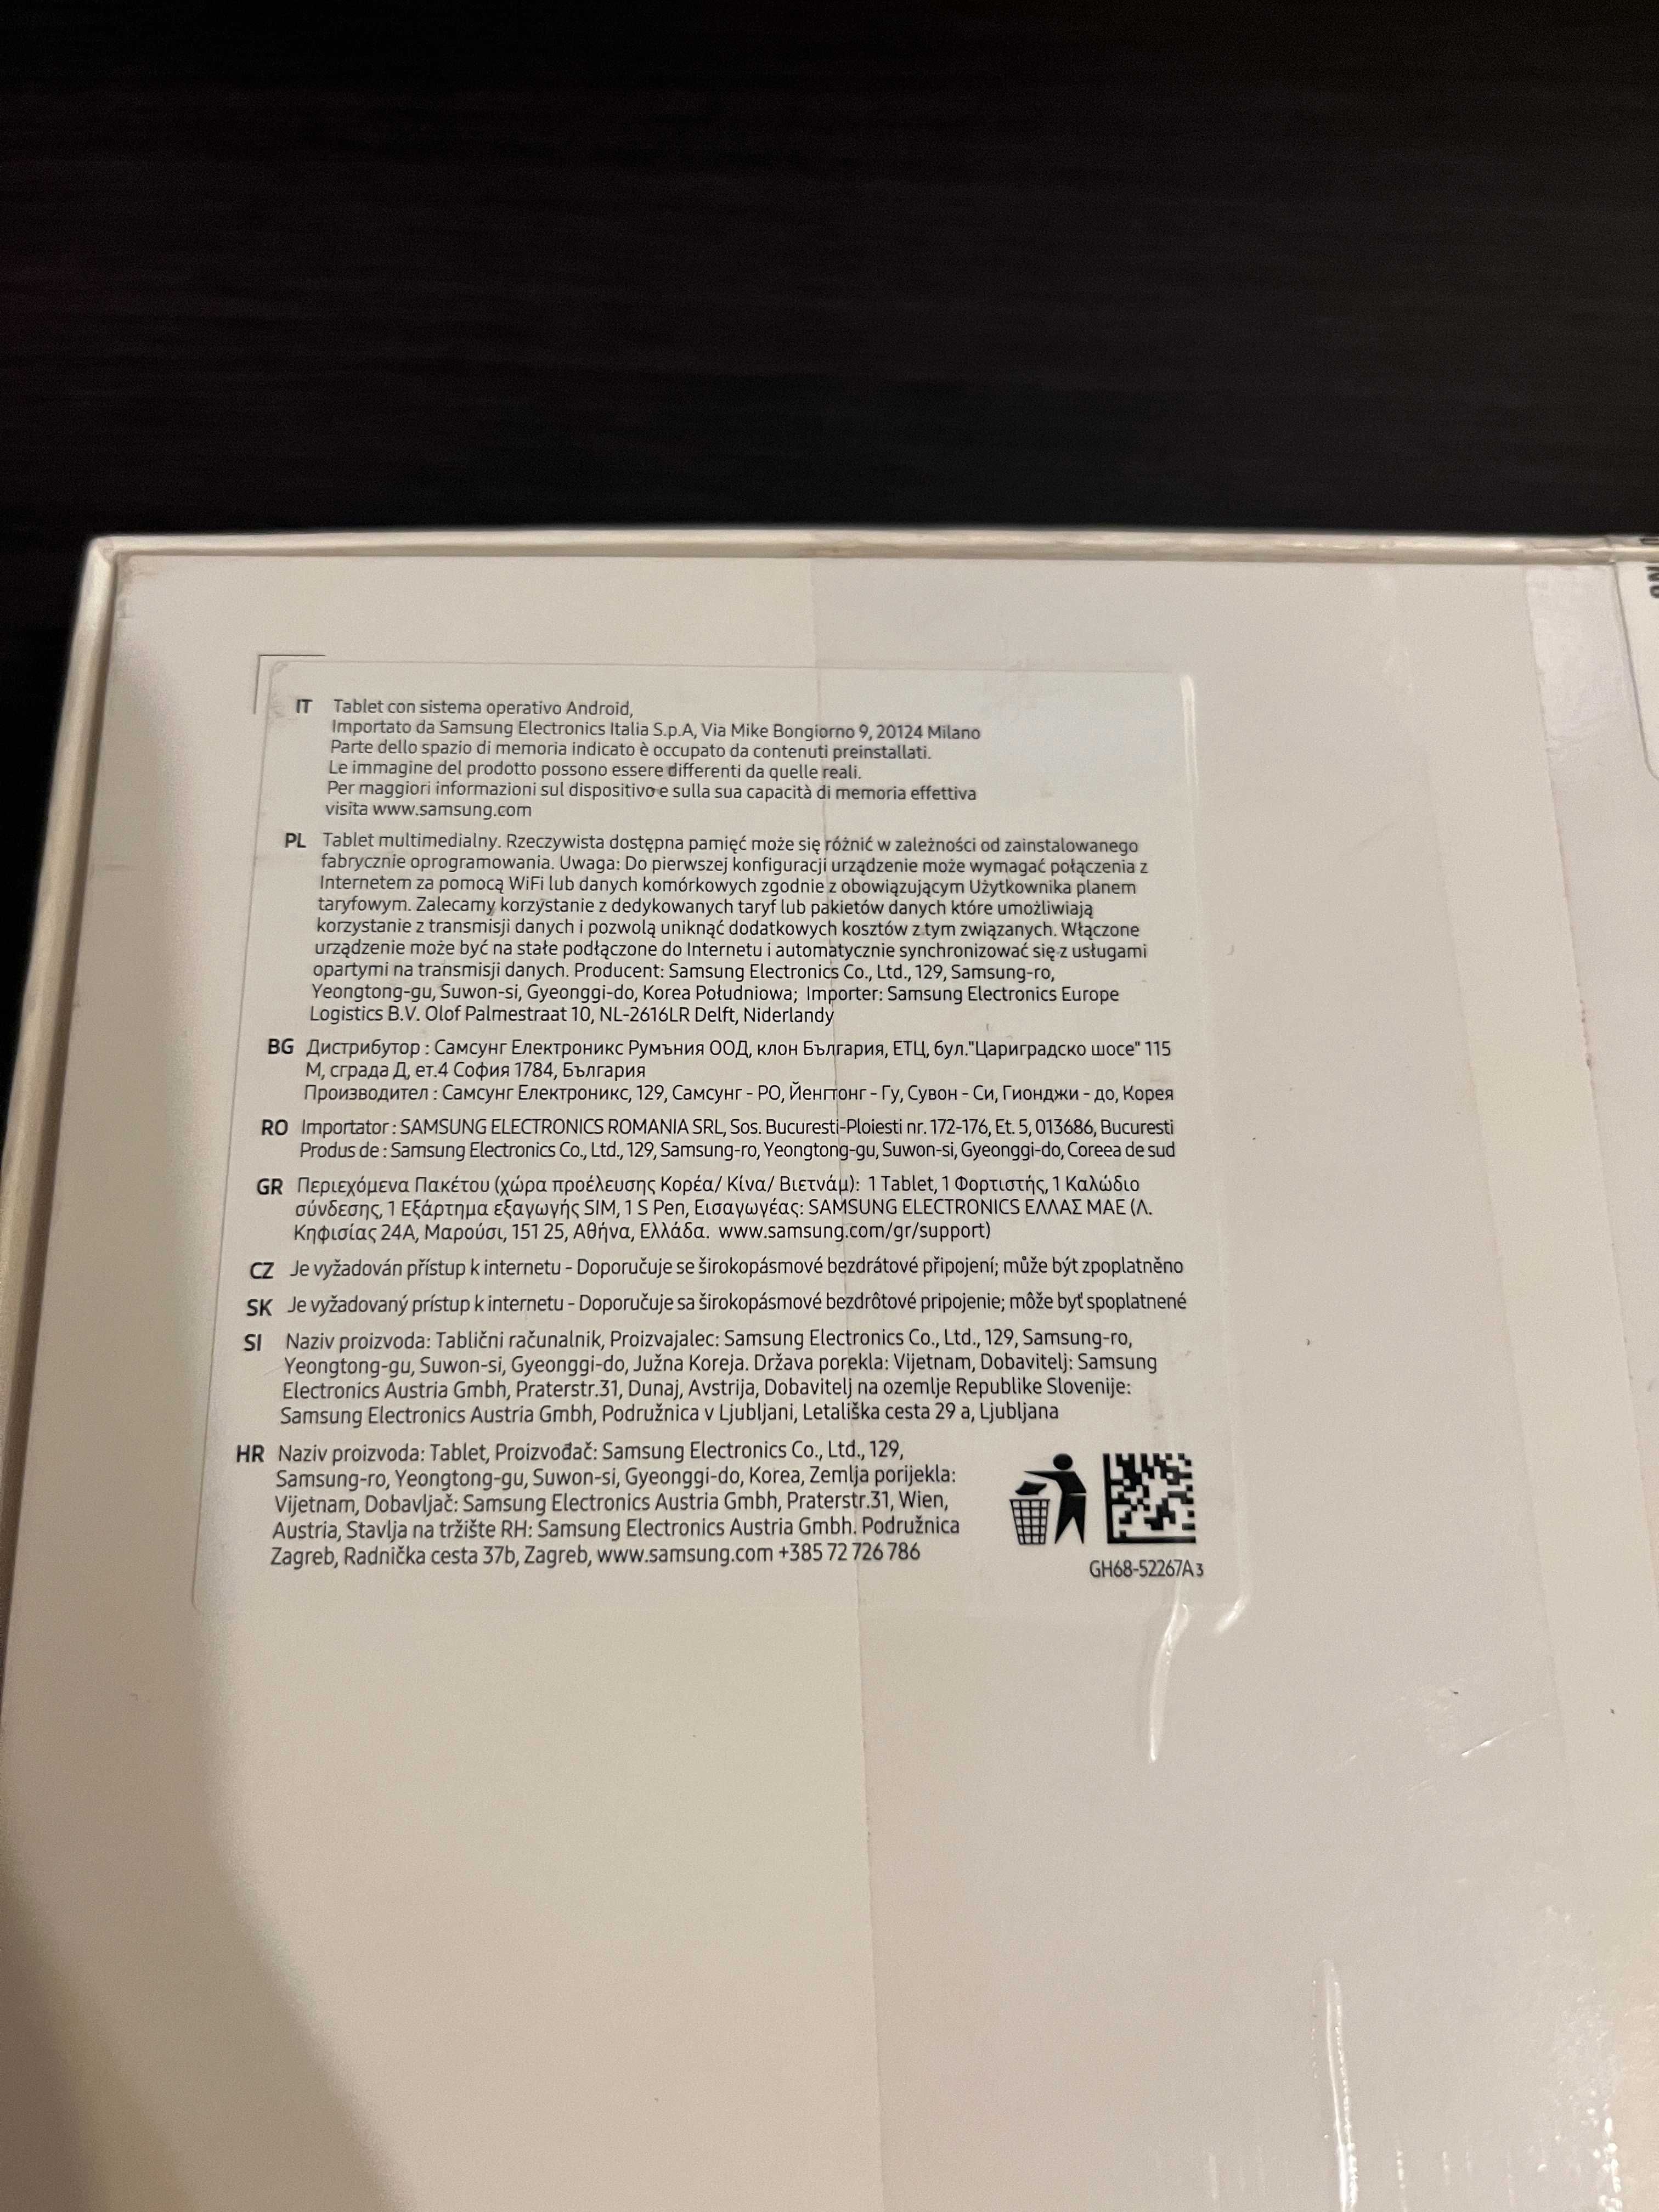 IT Tablet con sistema operativo Android,
Importato da Samsung Electronics Italia S.p.A, Via Mike Bongiorno 9, 20124 Milano
Parte dello spazio di memoria indicato è occupato da contenuti preinstallati.
Le immagine del prodotto possono essere differenti da quelle reali.
Per maggiori informazioni sul dispositivo e sulla sua capacità di memoria effettiva
visita www.samsung.com
PL Tablet multimedialny. Rzeczywista dostępna pamięć może się różnić w zależności od zainstalowanego
fabrycznie oprogramowania. Uwaga: Do pierwszej konfiguracji urządzenie może wymagać połączenia z
Internetem za pomocą WiFi lub danych komórkowych zgodnie z obowiązującym Użytkownika planem
taryfowym. Zalecamy korzystanie z dedykowanych taryf lub pakietów danych które umożliwiają
korzystanie z transmisji danych i pozwolą uniknąć dodatkowych kosztów z tym związanych. Włączone
urządzenie może być na stałe podłączone do Internetu i automatycznie synchronizować się z usługami
opartymi na transmisji danych. Producent: Samsung Electronics Co., Ltd., 129, Samsung-ro,
Yeongtong-gu, Suwon-si, Gyeonggi-do, Korea Południowa; Importer: Samsung Electronics Europe
Logistics B.V. Olof Palmestraat 10, NL-2616LR Delft, Niderlandy
BG Дистрибутор : Самсунг Електроникс Румъния ООД, клон България, ЕТЦ, бул."Цариградско шосе" 115
М, сграда Д, ет.4 София 1784, България
Производител : Самсунг Електроникс, 129, Самсунг - РО, Йенгтонг - Гу, Сувон - Си, Гионджи - до, Корея
RO Importator : SAMSUNG ELECTRONICS ROMANIA SRL, Sos. Bucuresti-Ploiesti nr. 172-176, Et. 5, 013686, Bucuresti
Produs de : Samsung Electronics Co., Ltd., 129, Samsung-ro, Yeongtong-gu, Suwon-si, Gyeonggi-do, Coreea de sud
GR Περιεχόμενα Πακέτου (χώρα προέλευσης Κορέα/ Κίνα/ Βιετνάμ): 1 Tablet, 1 Φορτιστής, 1 Καλώδιο
σύνδεσης, 1 Εξάρτημα εξαγωγής SIM, 1 S Pen, Εισαγωγέας: SAMSUNG ELECTRONICS ΕΛΛΑΣ ΜΑΕ (Λ.
Κηφισίας 24Α, Μαρούσι, 151 25, Αθήνα, Ελλάδα. www.samsung.com/gr/support)
CZ Je vyžadován přístup k internetu - Doporučuje se širokopásmové bezdrátové připojení; může být zpoplatněno
SK Je vyžadovaný prístup k internetu - Doporučuje sa širokopásmové bezdrôtové pripojenie; môže byť spoplatnené
SI Naziv proizvoda: Tablični računalnik, Proizvajalec: Samsung Electronics Co., Ltd., 129, Samsung-ro,
Yeongtong-gu, Suwon-si, Gyeonggi-do, Južna Koreja. Država porekla: Vijetnam, Dobavitelj: Samsung
Electronics Austria Gmbh, Praterstr.31, Dunaj, Avstrija, Dobavitelj na ozemlje Republike Slovenije:
Samsung Electronics Austria Gmbh, Podružnica v Ljubljani, Letališka cesta 29 a, Ljubljana
HR Naziv proizvoda: Tablet, Proizvođač: Samsung Electronics Co., Ltd., 129,
Samsung-ro, Yeongtong-gu, Suwon-si, Gyeonggi-do, Korea, Zemlja porijekla:
Vijetnam, Dobavljač: Samsung Electronics Austria Gmbh, Praterstr.31, Wien,
Austria, Stavlja na tržište RH: Samsung Electronics Austria Gmbh. Podružnica
Zagreb, Radnička cesta 37b, Zagreb, www.samsung.com +385 72 726 786
GH68-52267A 3